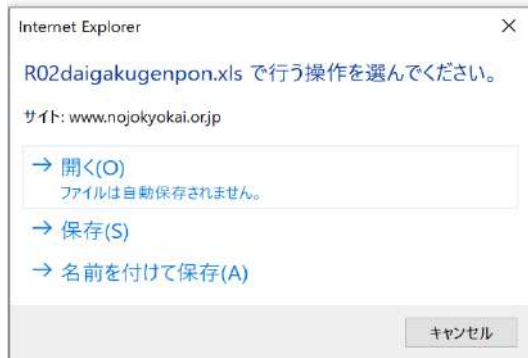 Internet Explorer
R02daigakugenpon.xls で行う操作を選んでください。
サイト: www.nojokyokai.or.jp
→ 開く(O)
ファイルは自動保存されません。
→ 保存(S)
→ 名前を付けて保存(A)
キャンセル